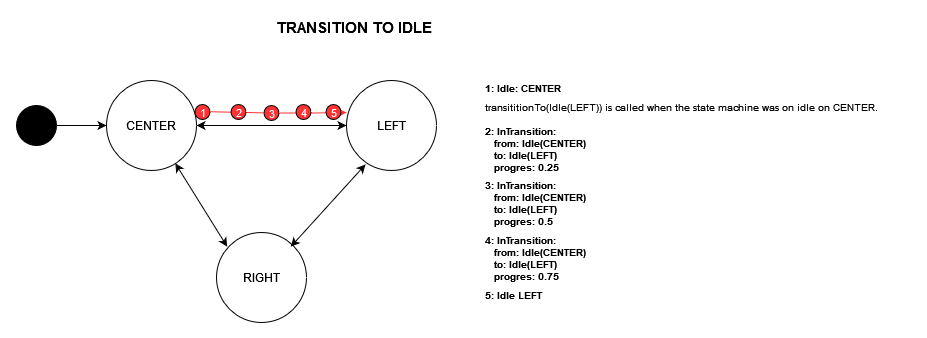 TRANSITION TO IDLE
CENTER
1
2
3
4
5
LEFT
RIGHT
1: Idle: CENTER
transititionTo(Idle(LEFT)) is called when the state machine was on idle on CENTER.
2: InTransition:
from: Idle(CENTER)
to: Idle(LEFT)
progres: 0.25
3: InTransition:
from: Idle(CENTER)
to: Idle(LEFT)
progres: 0.5
4: InTransition:
from: Idle(CENTER)
to: Idle(LEFT)
progres: 0.75
5: Idle LEFT